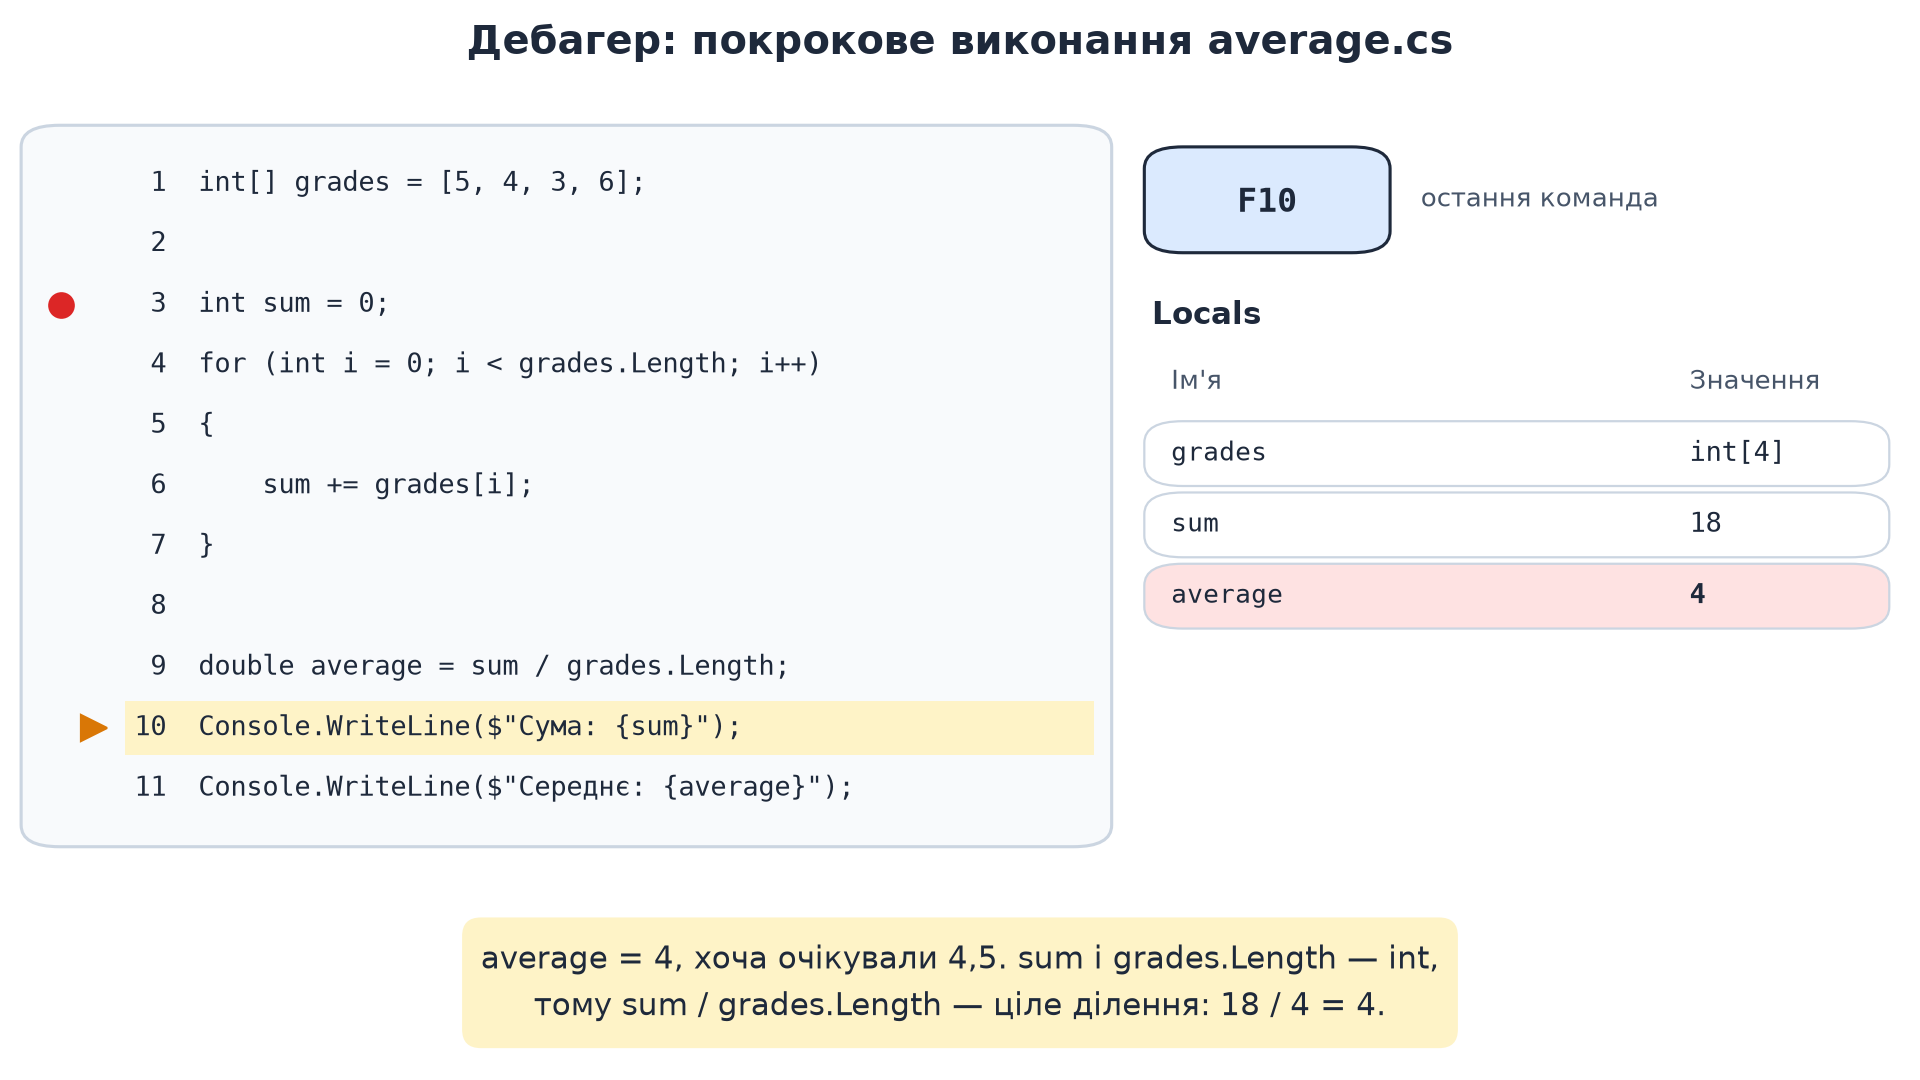 Дебагер: покрокове виконання average.cs
1 int[] grades = [5, 4, 3, 6];
2
3 int sum = 0;
4 for (int i = 0; i < grades.Length; i++)
5 {
6     sum += grades[i];
7 }
8
9 double average = sum / grades.Length;
10 Console.WriteLine($"Сума: {sum}");
11 Console.WriteLine($"Середнє: {average}");
F10 остання команда
Locals
Ім'я Значення
grades int[4]
sum 18
average 4
average = 4, хоча очікували 4,5. sum і grades.Length — int,
тому sum / grades.Length — ціле ділення: 18 / 4 = 4.